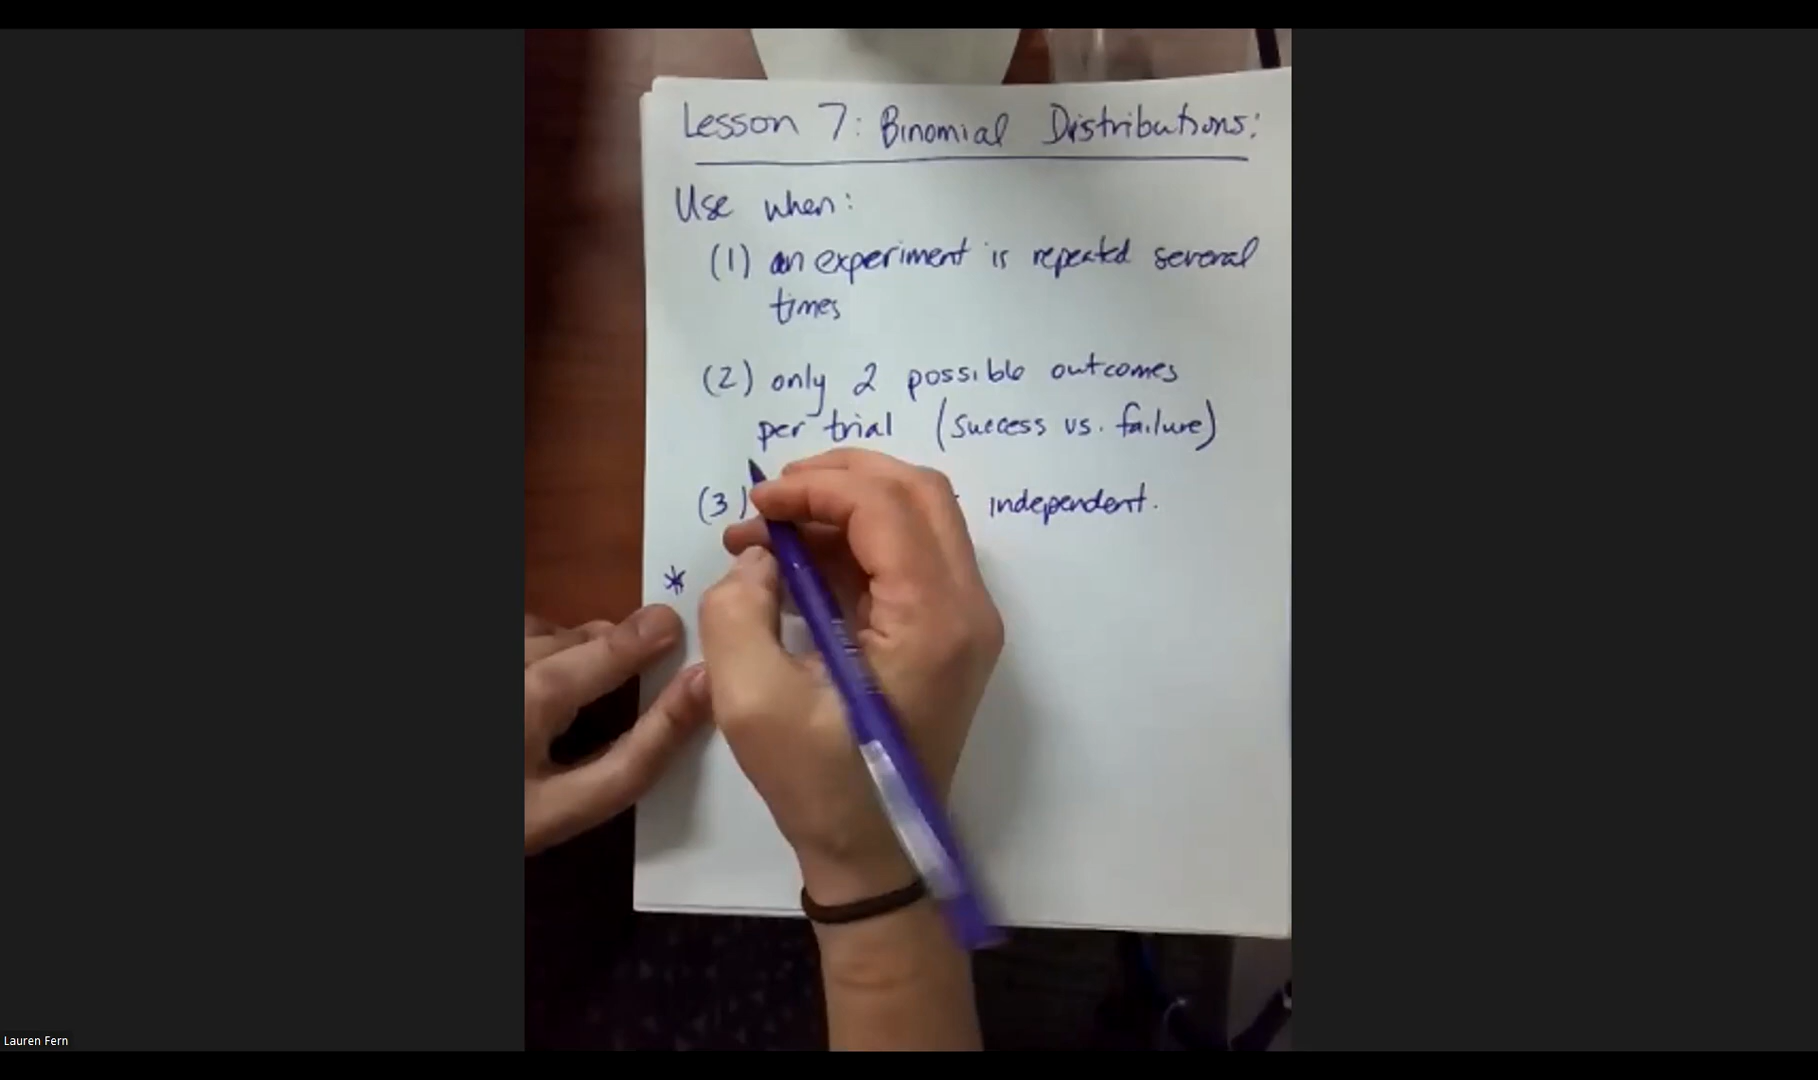 Lesson 7: Binomial Distributions:
Use when:
(1) an experiment is repeated several
times
(2) only 2 possible outcomes
per trial (success vs. failure)
(3) independent.
*
Lauren Fern